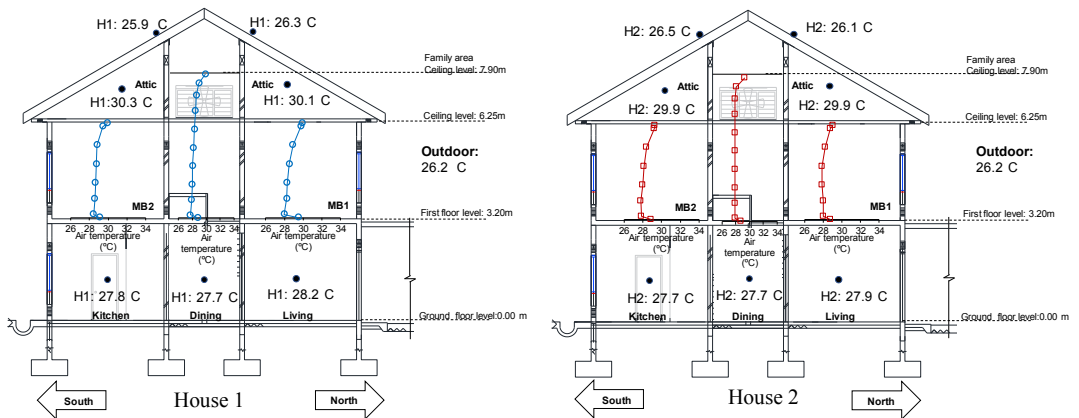 H1: 25.9 C
H1: 26.3 C
Family area
Ceiling level: 7.90m
Attic
Attic
H1:30.3 C
H1: 30.1 C
Ceiling level: 6.25m
Outdoor:
26.2 C
MB2
MB1
First floor level: 3.20m
26 28 30 32 34
26 28 30 32 34
26 28 30 32 34
Air temperature
(ºC)
Air
temperature
(ºC)
Air temperature
(ºC)
H1: 27.8 C
H1: 27.7 C
H1: 28.2 C
Kitchen
Dining
Living
Ground floor level:0.00 m
South
House 1
North
H2: 26.5 C
H2: 26.1 C
Family area
Ceiling level: 7.90m
Attic
Attic
H2: 29.9 C
H2: 29.9 C
Ceiling level: 6.25m
Outdoor:
26.2 C
MB2
MB1
First floor level: 3.20m
26 28 30 32 34
26 28 30 32 34
26 28 30 32 34
Air temperature
(ºC)
Air
temperature
(ºC)
Air temperature
(ºC)
H2: 27.7 C
H2: 27.7 C
H2: 27.9 C
Kitchen
Dining
Living
Ground floor level:0.00 m
South
House 2
North